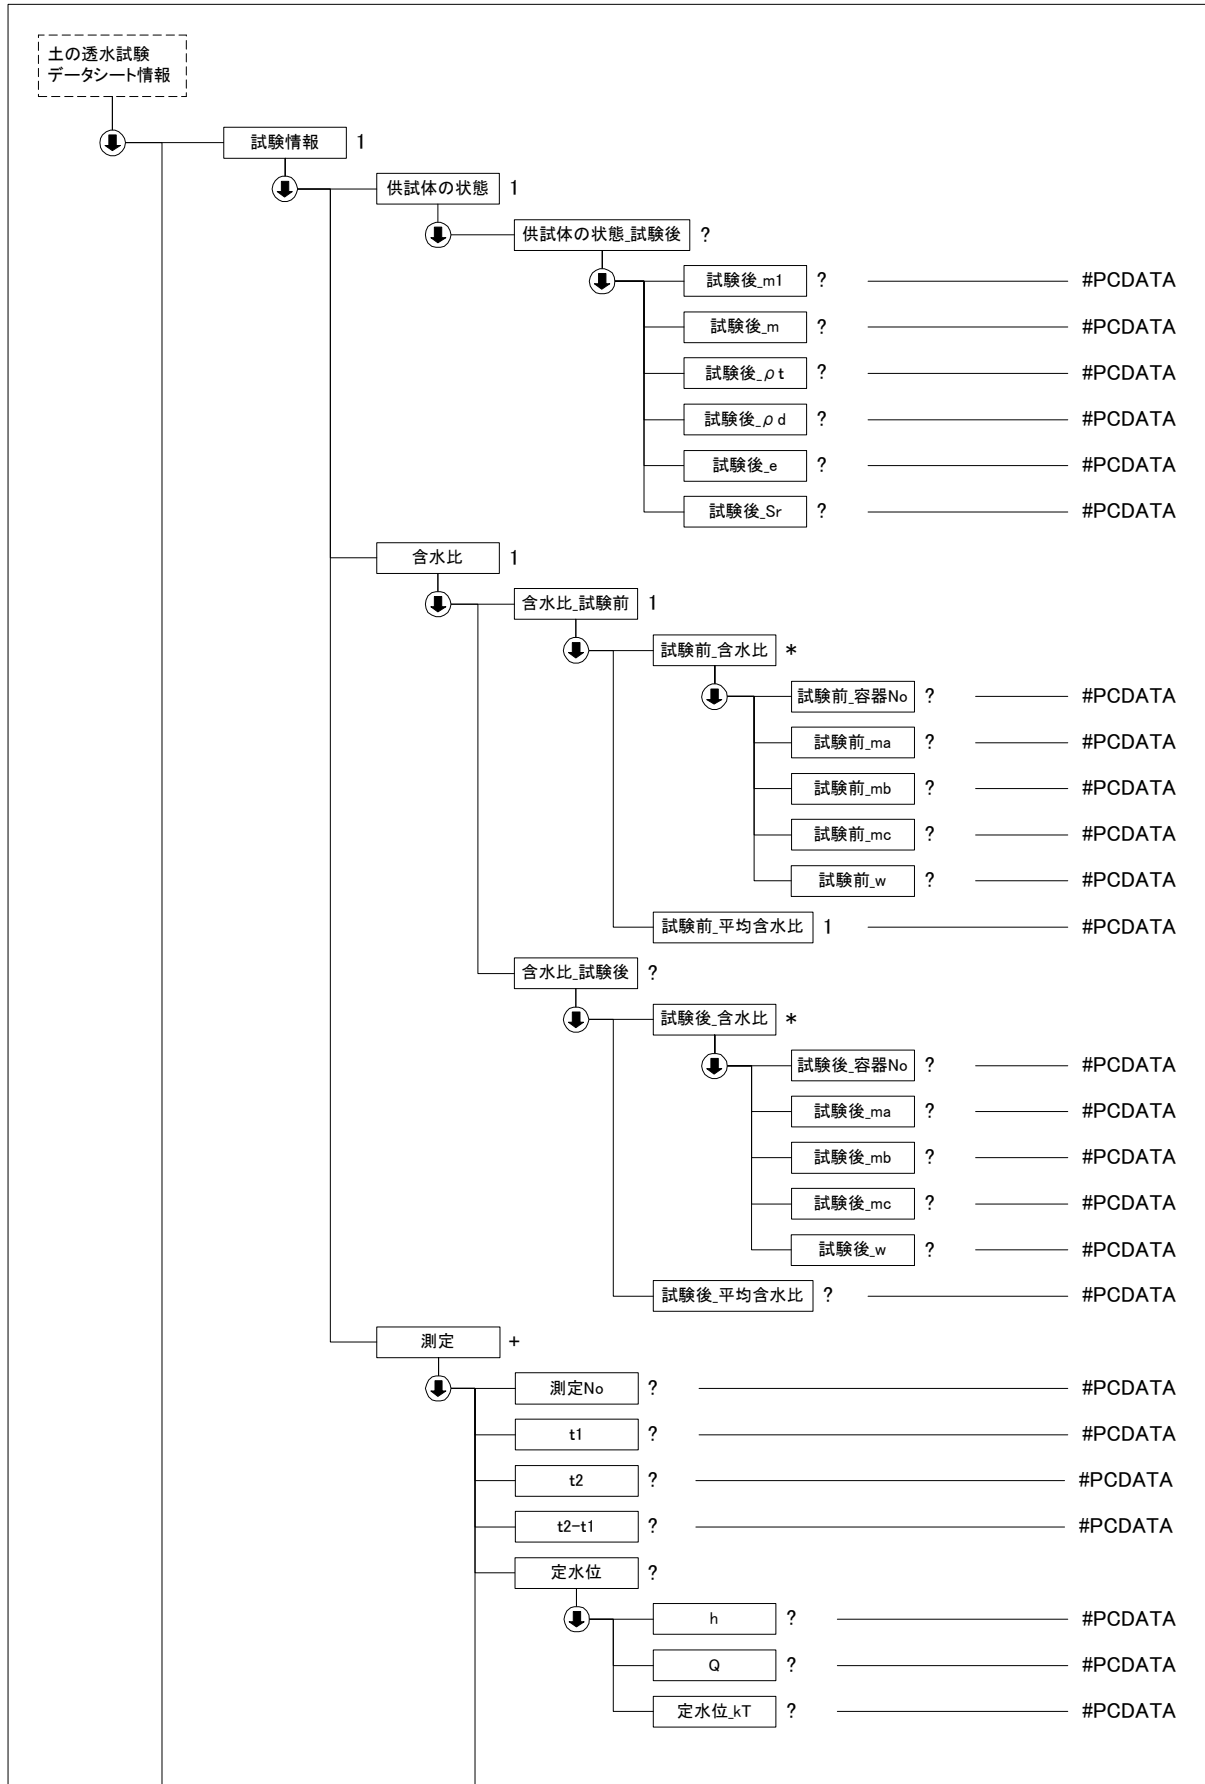 土の透水試験
データシート情報
試験情報 1
供試体の状態 1
供試体の状態_試験後 ?
試験後_m1 ? #PCDATA
試験後_m ? #PCDATA
試験後_ρt ? #PCDATA
試験後_ρd ? #PCDATA
試験後_e ? #PCDATA
試験後_Sr ? #PCDATA
含水比 1
含水比_試験前 1
試験前_含水比 *
試験前_容器No ? #PCDATA
試験前_ma ? #PCDATA
試験前_mb ? #PCDATA
試験前_mc ? #PCDATA
試験前_w ? #PCDATA
試験前_平均含水比 1 #PCDATA
含水比_試験後 ?
試験後_含水比 *
試験後_容器No ? #PCDATA
試験後_ma ? #PCDATA
試験後_mb ? #PCDATA
試験後_mc ? #PCDATA
試験後_w ? #PCDATA
試験後_平均含水比 ? #PCDATA
測定 +
測定No ? #PCDATA
t1 ? #PCDATA
t2 ? #PCDATA
t2-t1 ? #PCDATA
定水位 ?
h ? #PCDATA
Q ? #PCDATA
定水位_kT ? #PCDATA